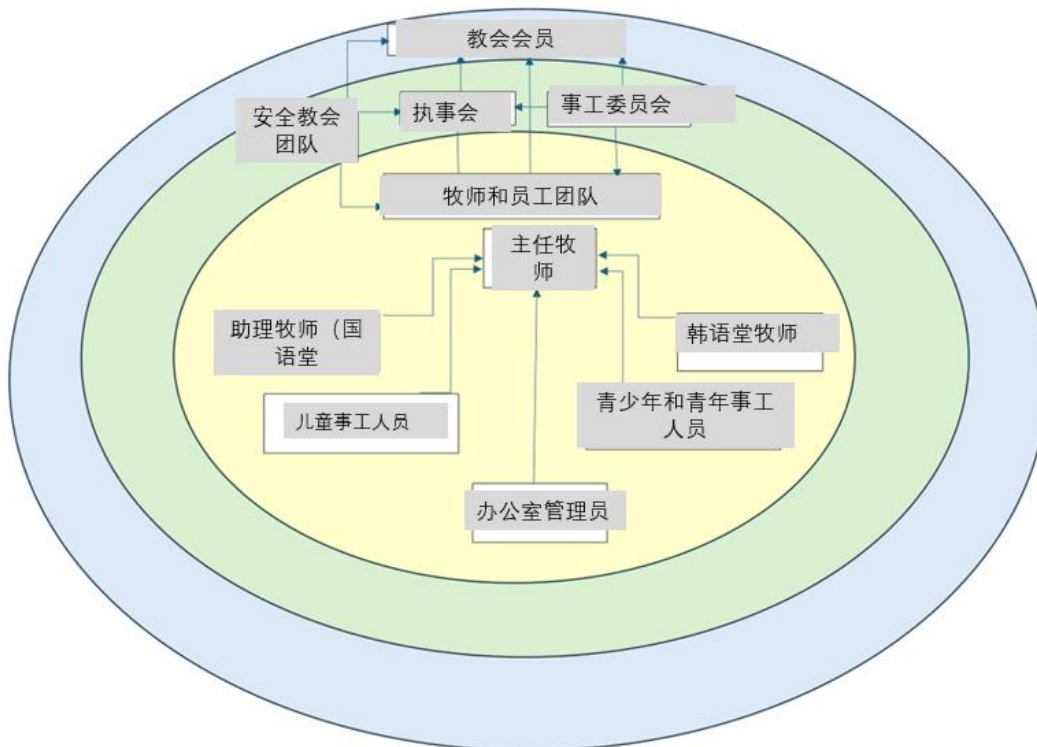 教会会员
安全教会
团队
执事会
事工委员会
牧师和员工团队
主任牧
师
助理牧师（国
语堂
韩语堂牧师
儿童事工人员
青少年和青年事工
人员
办公室管理员